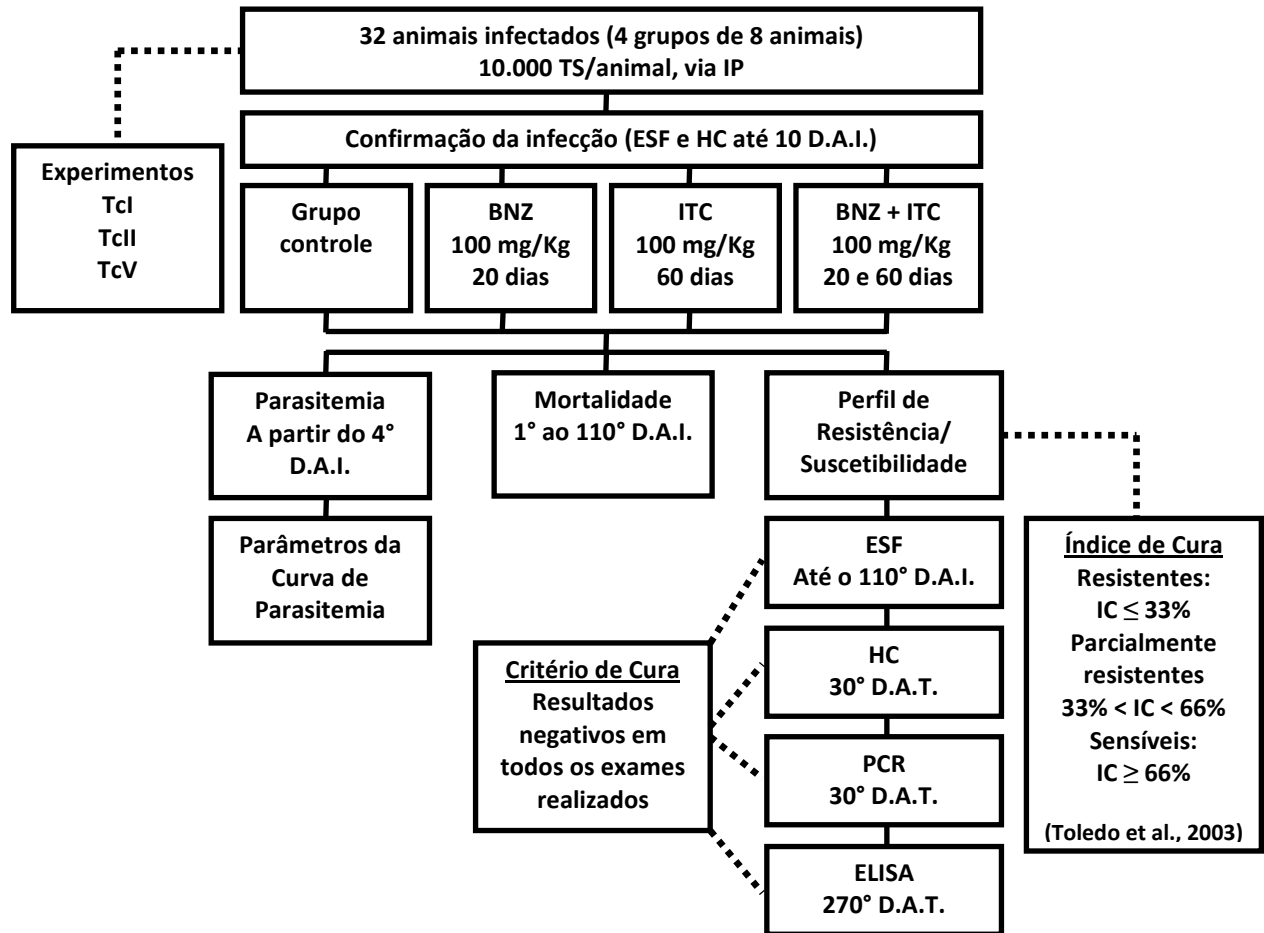 32 animais infectados (4 grupos de 8 animais)
10.000 TS/animal, via IP
Confirmação da infecção (ESF e HC até 10 D.A.I.)
Experimentos
TcI
TcII
TcV
Grupo
controle
BNZ
100 mg/Kg
20 dias
ITC
100 mg/Kg
60 dias
BNZ + ITC
100 mg/Kg
20 e 60 dias
Parasitemia
A partir do 4°
D.A.I.
Mortalidade
1° ao 110° D.A.I.
Perfil de
Resistência/
Suscetibilidade
Parâmetros da
Curva de
Parasitemia
ESF
Até o 110° D.A.I.
HC
30° D.A.T.
PCR
30° D.A.T.
ELISA
270° D.A.T.
Critério de Cura
Resultados
negativos em
todos os exames
realizados
Índice de Cura
Resistentes:
IC ≤ 33%
Parcialmente
resistentes
33% < IC < 66%
Sensíveis:
IC ≥ 66%
(Toledo et al., 2003)